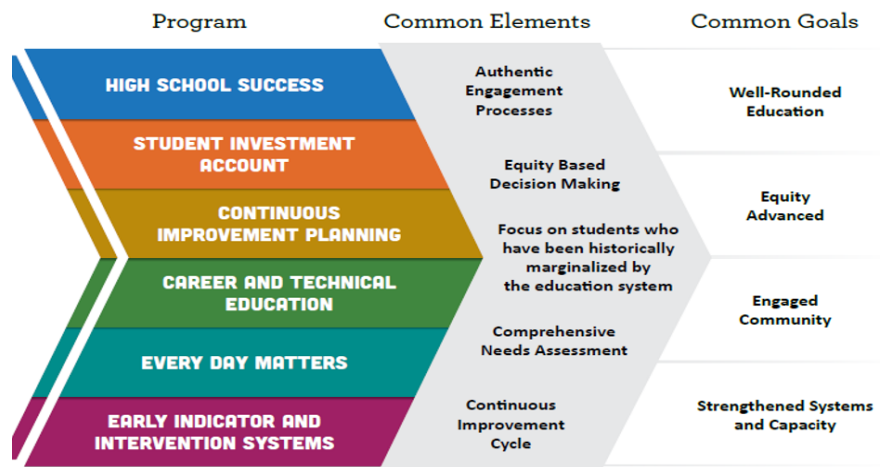 Program
Common Elements
Common Goals
HIGH SCHOOL SUCCESS
STUDENT INVESTMENT
ACCOUNT
CONTINUOUS
IMPROVEMENT PLANNING
CAREER AND TECHNICAL
EDUCATION
EVERY DAY MATTERS
EARLY INDICATOR AND
INTERVENTION SYSTEMS
Authentic
Engagement
Processes
Equity Based
Decision Making
Focus on students who
have been historically
marginalized by
the education system
Comprehensive
Needs Assessment
Continuous
Improvement
Cycle
Well-Rounded
Education
Equity
Advanced
Engaged
Community
Strengthened Systems
and Capacity